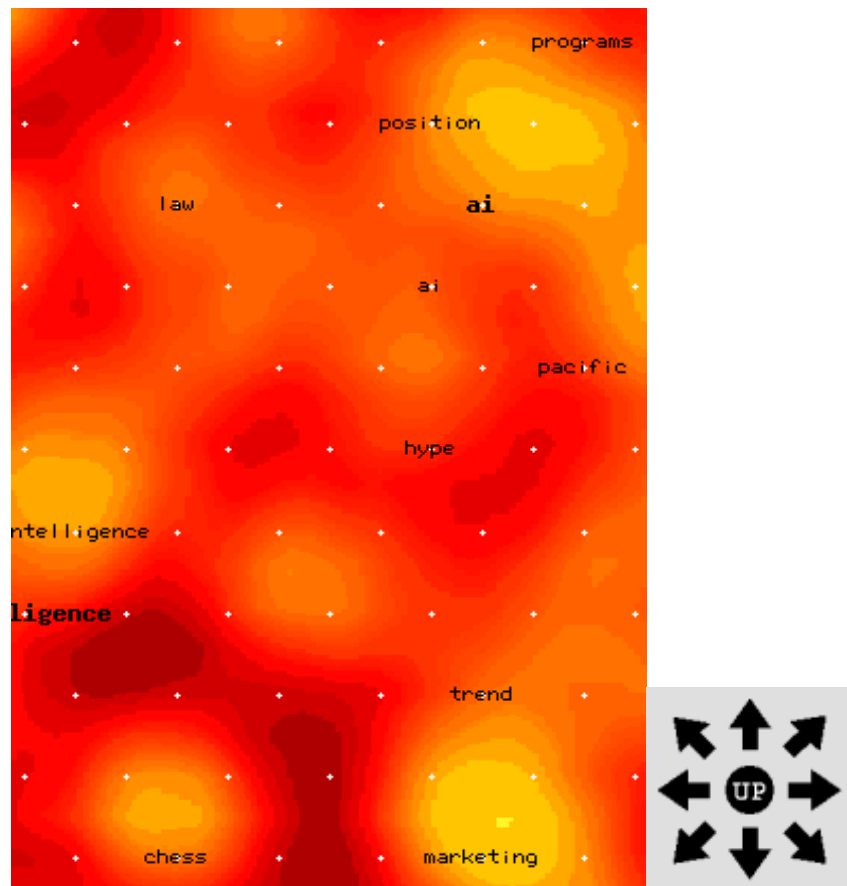 programs
position
law
ai
ai
pacific
hype
ntelligence
ligence
trend
UP
chess
marketing